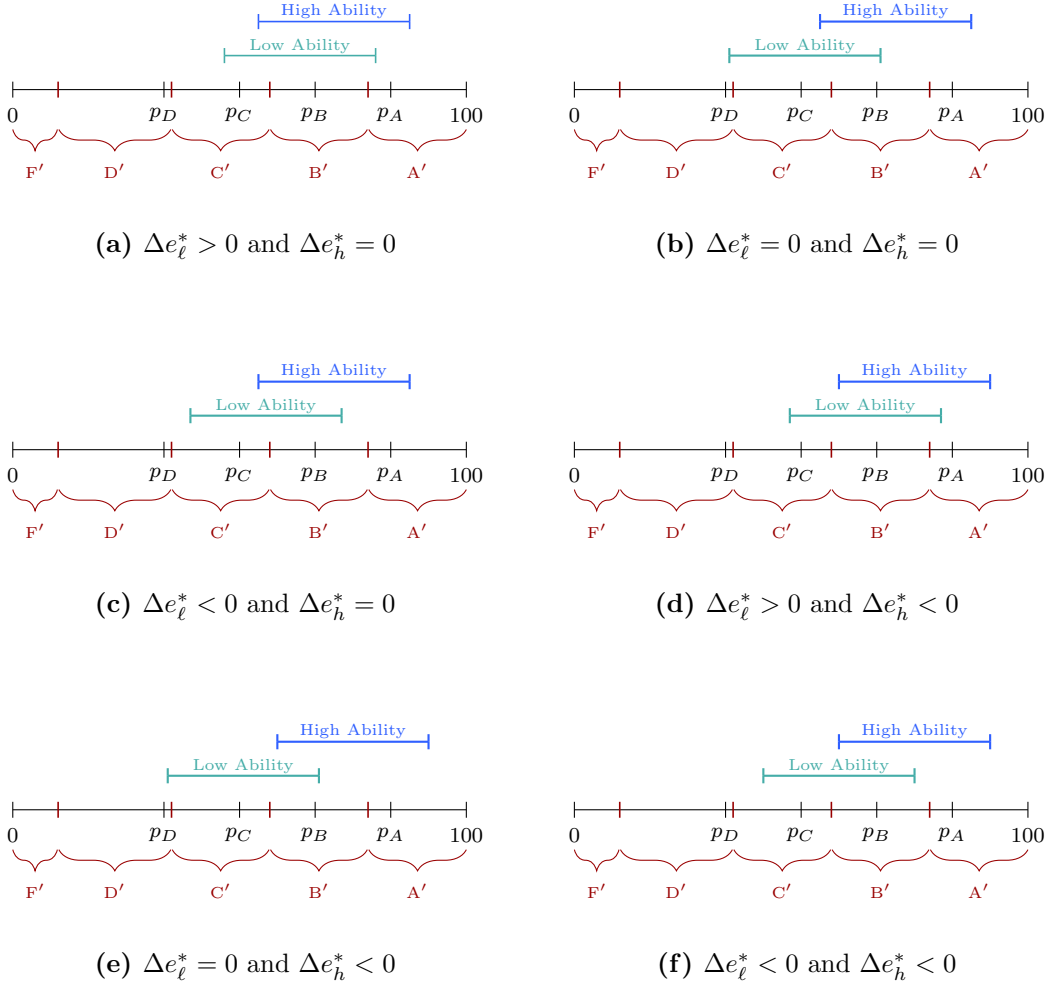 High Ability
Low Ability
0 p_D p_C p_B p_A 100
F′ D′ C′ B′ A′
(a) Δe*_ℓ > 0 and Δe*_h = 0
High Ability
Low Ability
0 p_D p_C p_B p_A 100
F′ D′ C′ B′ A′
(b) Δe*_ℓ = 0 and Δe*_h = 0
High Ability
Low Ability
0 p_D p_C p_B p_A 100
F′ D′ C′ B′ A′
(c) Δe*_ℓ < 0 and Δe*_h = 0
High Ability
Low Ability
0 p_D p_C p_B p_A 100
F′ D′ C′ B′ A′
(d) Δe*_ℓ > 0 and Δe*_h < 0
High Ability
Low Ability
0 p_D p_C p_B p_A 100
F′ D′ C′ B′ A′
(e) Δe*_ℓ = 0 and Δe*_h < 0
High Ability
Low Ability
0 p_D p_C p_B p_A 100
F′ D′ C′ B′ A′
(f) Δe*_ℓ < 0 and Δe*_h < 0